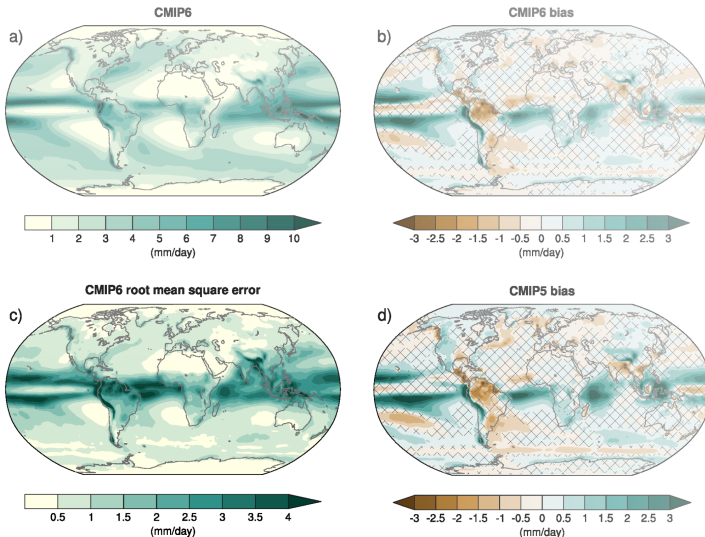 CMIP6
a)
1 2 3 4 5 6 7 8 9 10
(mm/day)
CMIP6 bias
b)
-3 -2.5 -2 -1.5 -1 -0.5 0 0.5 1 1.5 2 2.5 3
(mm/day)
CMIP6 root mean square error
c)
0.5 1 1.5 2 2.5 3 3.5 4
(mm/day)
CMIP5 bias
d)
-3 -2.5 -2 -1.5 -1 -0.5 0 0.5 1 1.5 2 2.5 3
(mm/day)